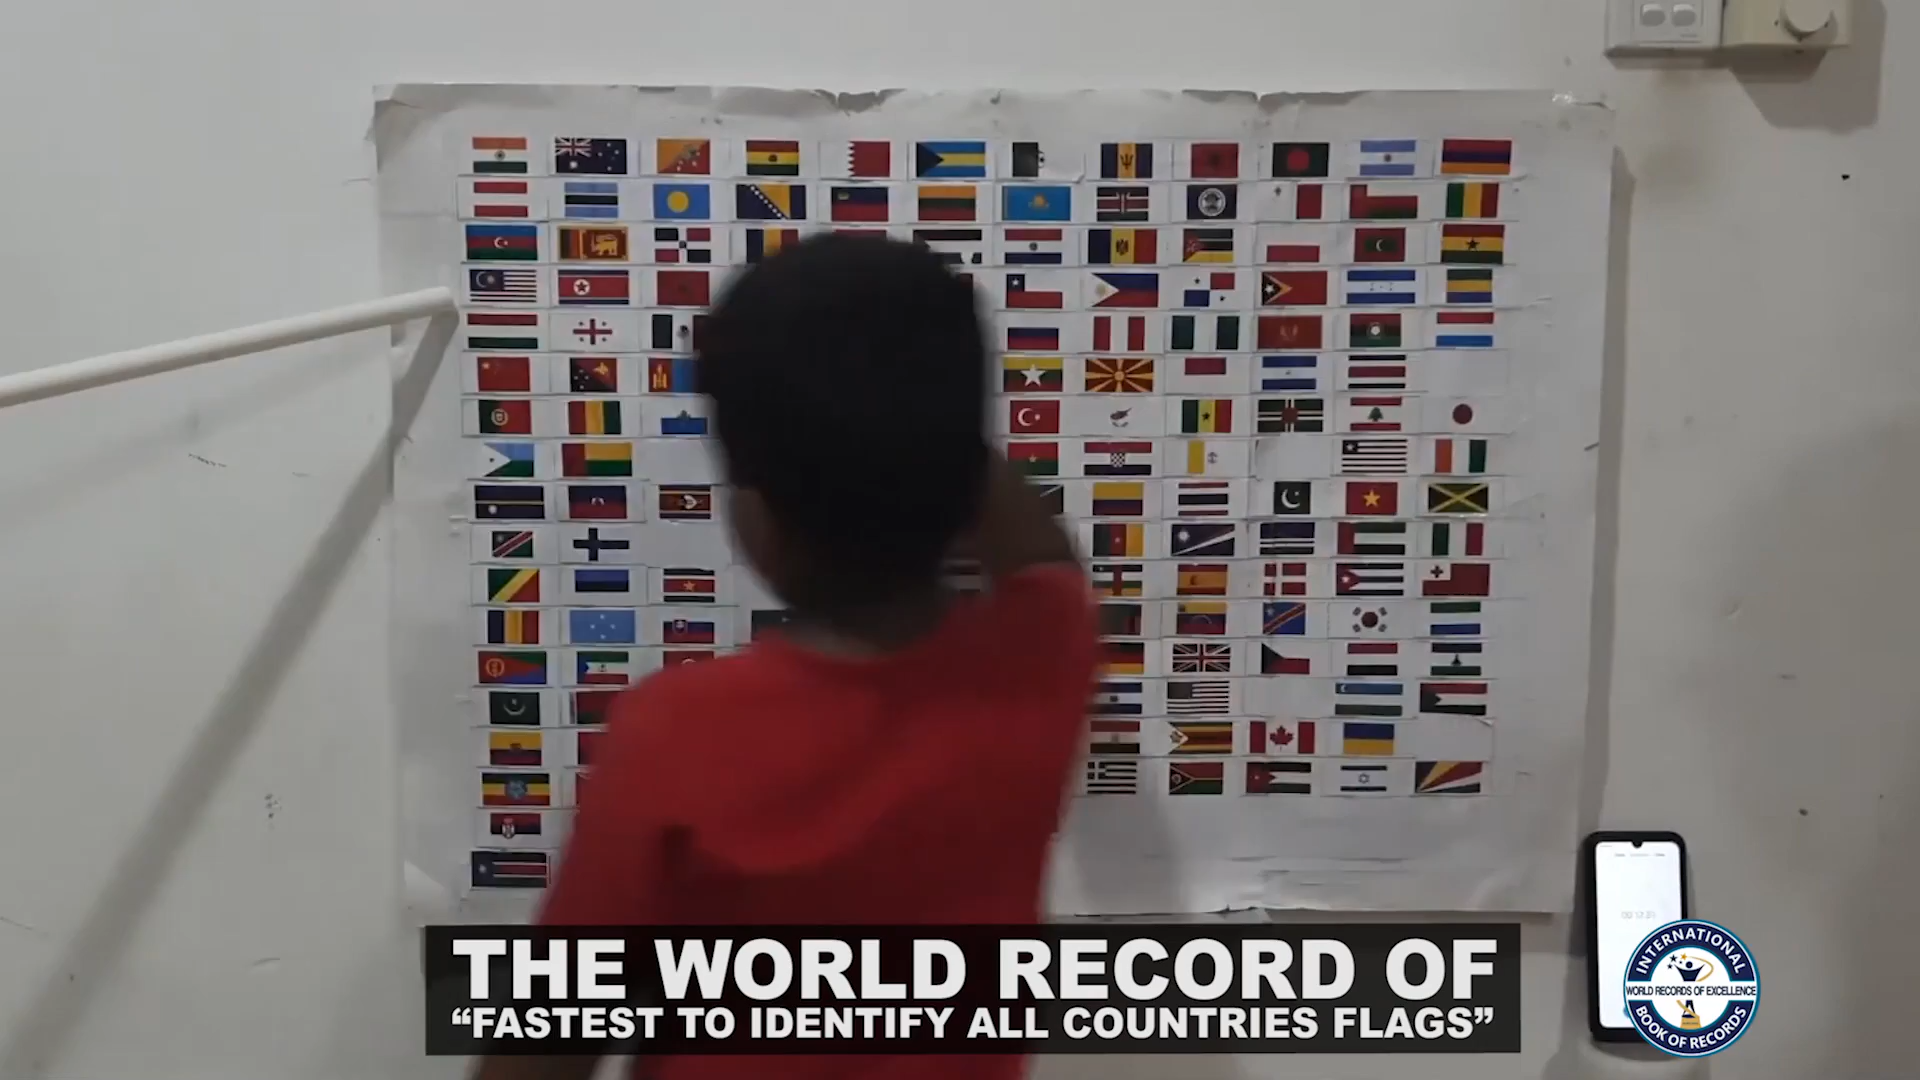 THE WORLD RECORD OF
“FASTEST TO IDENTIFY ALL COUNTRIES FLAGS”
INTERNATIONAL
WORLD RECORDS OF EXCELLENCE
BOOK OF RECORDS